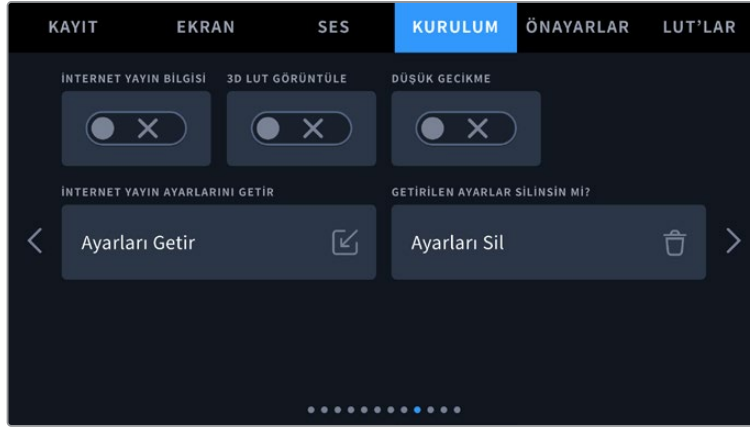 KAYIT EKRAN SES KURULUM ÖNAYARLAR LUT’LAR
İNTERNET YAYIN BİLGİSİ 3D LUT GÖRÜNTÜLE DÜŞÜK GECİKME
İNTERNET YAYIN AYARLARINI GETİR GETİRİLEN AYARLAR SİLİNSİN Mİ?
Ayarları Getir Ayarları Sil